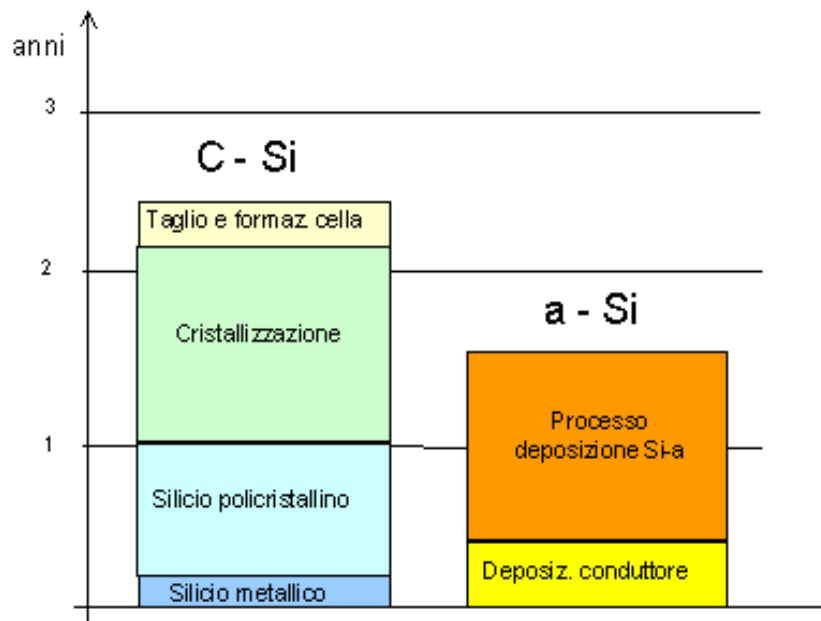 anni
3
C - Si
Taglio e formaz. cella
2
a - Si
Cristallizzazione
Processo
deposizione Si-a
1
Silicio policristallino
Deposiz. conduttore
Silicio metallico